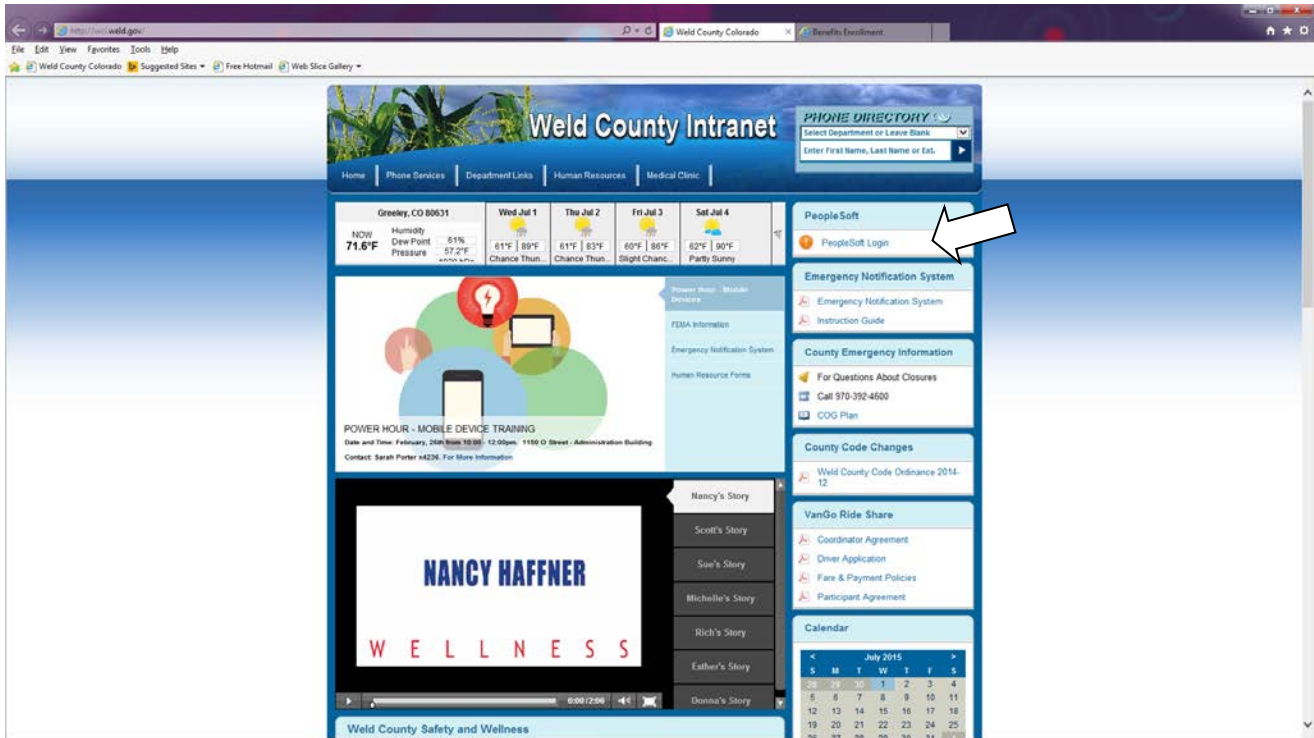 http://wci.weld.gov/
Weld County Colorado
Benefits Enrollment
File Edit View Favorites Tools Help
Weld County Colorado Suggested Sites Free Hotmail Web Slice Gallery
Weld County Intranet
PHONE DIRECTORY
Select Department or Leave Blank
Enter First Name, Last Name or Ext.
Home Phone Services Department Links Human Resources Medical Clinic
Greeley, CO 80631
NOW
71.6°F
Humidity 61%
Dew Point 57.2°F
Pressure
Wed Jul 1 Thu Jul 2 Fri Jul 3 Sat Jul 4
61°F 89°F 61°F 83°F 60°F 86°F 62°F 90°F
Chance Thun... Chance Thun... Slight Chanc... Partly Sunny
Power Hour - Mobile
Devices
FEMA Information
Emergency Notification System
Human Resource Forms
POWER HOUR - MOBILE DEVICE TRAINING
Date and Time: February, 26th from 10:00 - 12:00pm. 1150 O Street - Administration Building
Contact: Sarah Porter x4236. For More Information
NANCY HAFFNER
WELLNESS
0:00/2:06
Nancy's Story
Scott's Story
Sue's Story
Michelle's Story
Rich's Story
Esther's Story
Donna's Story
Weld County Safety and Wellness
PeopleSoft
PeopleSoft Login
Emergency Notification System
Emergency Notification System
Instruction Guide
County Emergency Information
For Questions About Closures
Call 970-392-4600
COG Plan
County Code Changes
Weld County Code Ordinance 2014-
12
VanGo Ride Share
Coordinator Agreement
Driver Application
Fare & Payment Policies
Participant Agreement
Calendar
< July 2015 >
S M T W T F S
28 29 30 1 2 3 4
5 6 7 8 9 10 11
12 13 14 15 16 17 18
19 20 21 22 23 24 25